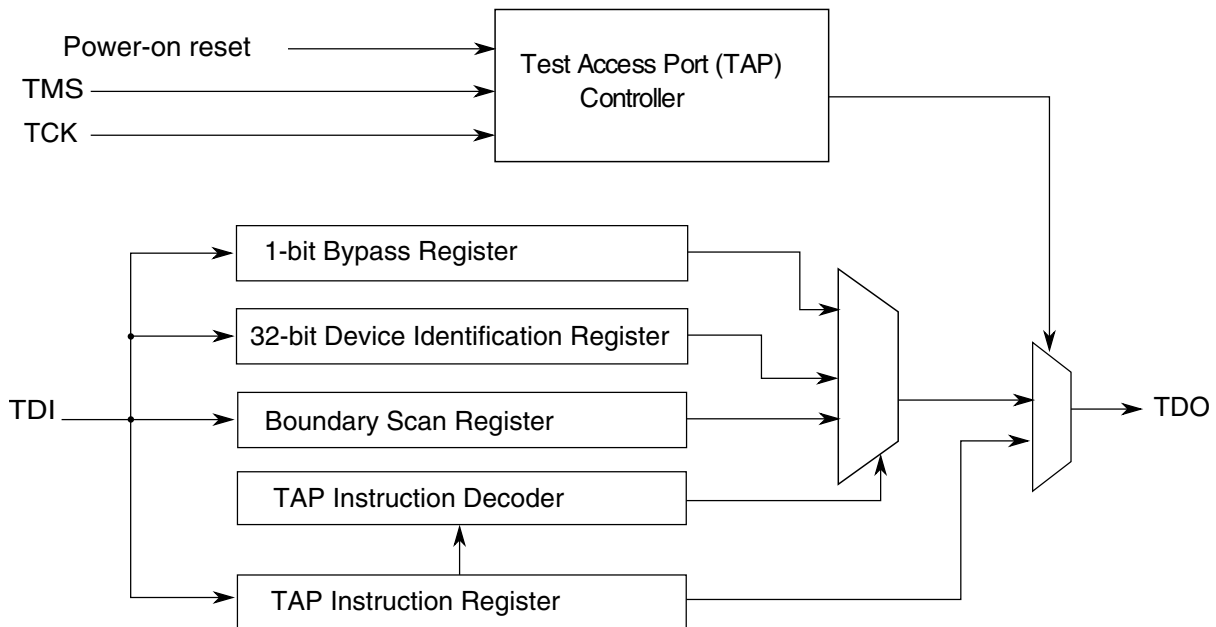 Power-on reset
TMS
TCK
Test Access Port (TAP)
Controller
1-bit Bypass Register
32-bit Device Identification Register
TDI
Boundary Scan Register
TDO
TAP Instruction Decoder
TAP Instruction Register